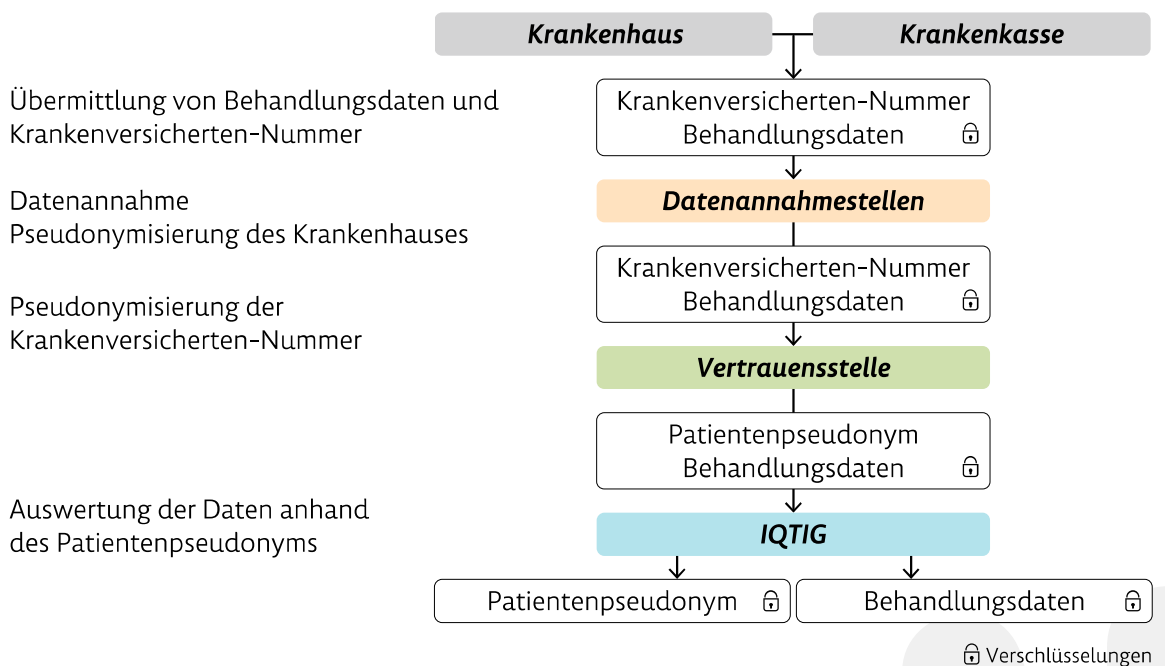 Krankenhaus
Krankenkasse
Übermittlung von Behandlungsdaten und
Krankenversicherten-Nummer
Krankenversicherten-Nummer
Behandlungsdaten
Datenannahme
Pseudonymisierung des Krankenhauses
Datenannahmestellen
Krankenversicherten-Nummer
Behandlungsdaten
Pseudonymisierung der
Krankenversicherten-Nummer
Vertrauensstelle
Patientenpseudonym
Behandlungsdaten
Auswertung der Daten anhand
des Patientenpseudonyms
IQTIG
Patientenpseudonym
Behandlungsdaten
Verschlüsselungen